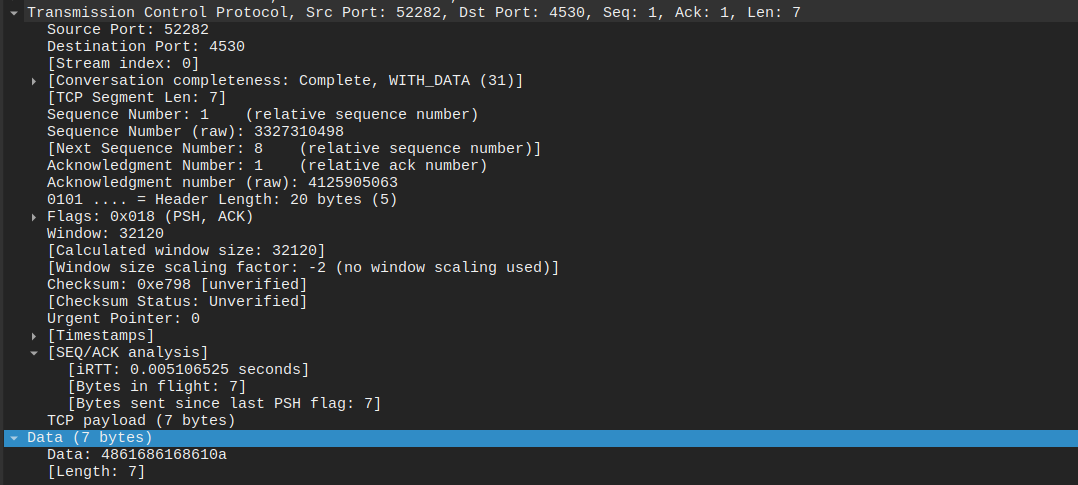 Transmission Control Protocol, Src Port: 52282, Dst Port: 4530, Seq: 1, Ack: 1, Len: 7
Source Port: 52282
Destination Port: 4530
[Stream index: 0]
[Conversation completeness: Complete, WITH_DATA (31)]
[TCP Segment Len: 7]
Sequence Number: 1    (relative sequence number)
Sequence Number (raw): 3327310498
[Next Sequence Number: 8    (relative sequence number)]
Acknowledgment Number: 1    (relative ack number)
Acknowledgment number (raw): 4125905063
0101 .... = Header Length: 20 bytes (5)
Flags: 0x018 (PSH, ACK)
Window: 32120
[Calculated window size: 32120]
[Window size scaling factor: -2 (no window scaling used)]
Checksum: 0xe798 [unverified]
[Checksum Status: Unverified]
Urgent Pointer: 0
[Timestamps]
[SEQ/ACK analysis]
[iRTT: 0.005106525 seconds]
[Bytes in flight: 7]
[Bytes sent since last PSH flag: 7]
TCP payload (7 bytes)
Data (7 bytes)
Data: 4861686168610a
[Length: 7]